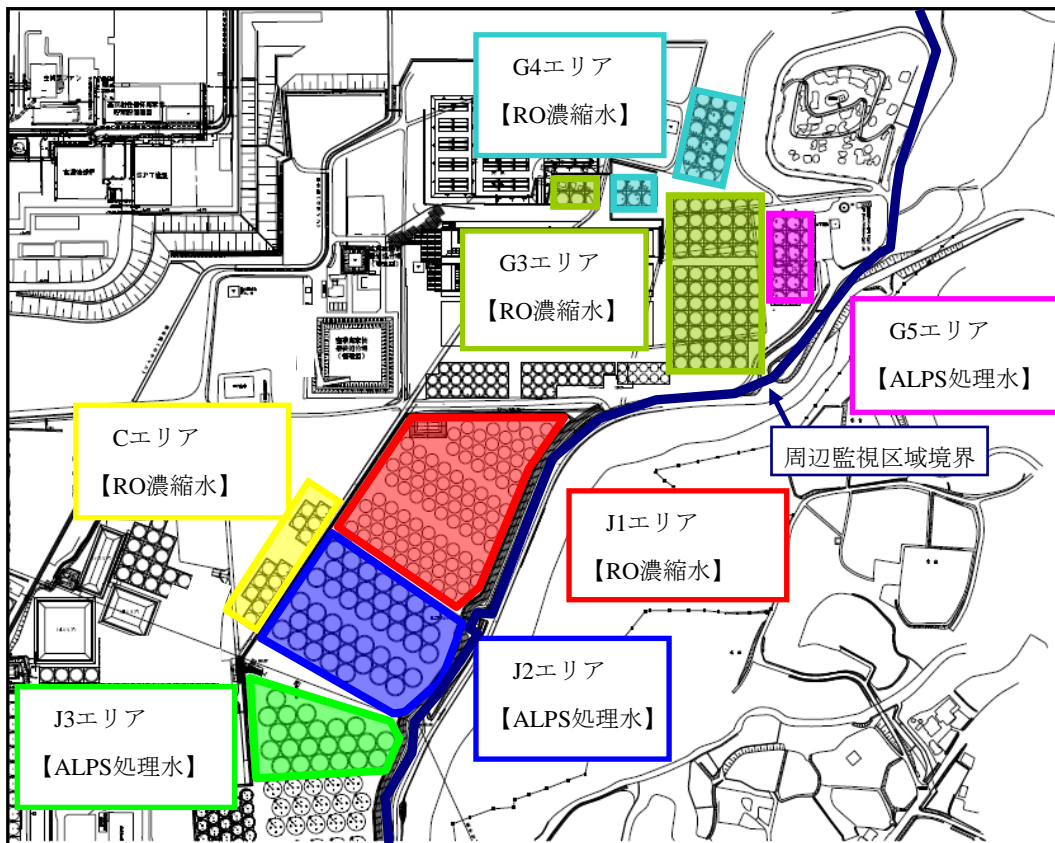 G4エリア
【RO濃縮水】
G3エリア
【RO濃縮水】
G5エリア
【ALPS処理水】
Cエリア
【RO濃縮水】
周辺監視区域境界
J1エリア
【RO濃縮水】
J2エリア
【ALPS処理水】
J3エリア
【ALPS処理水】